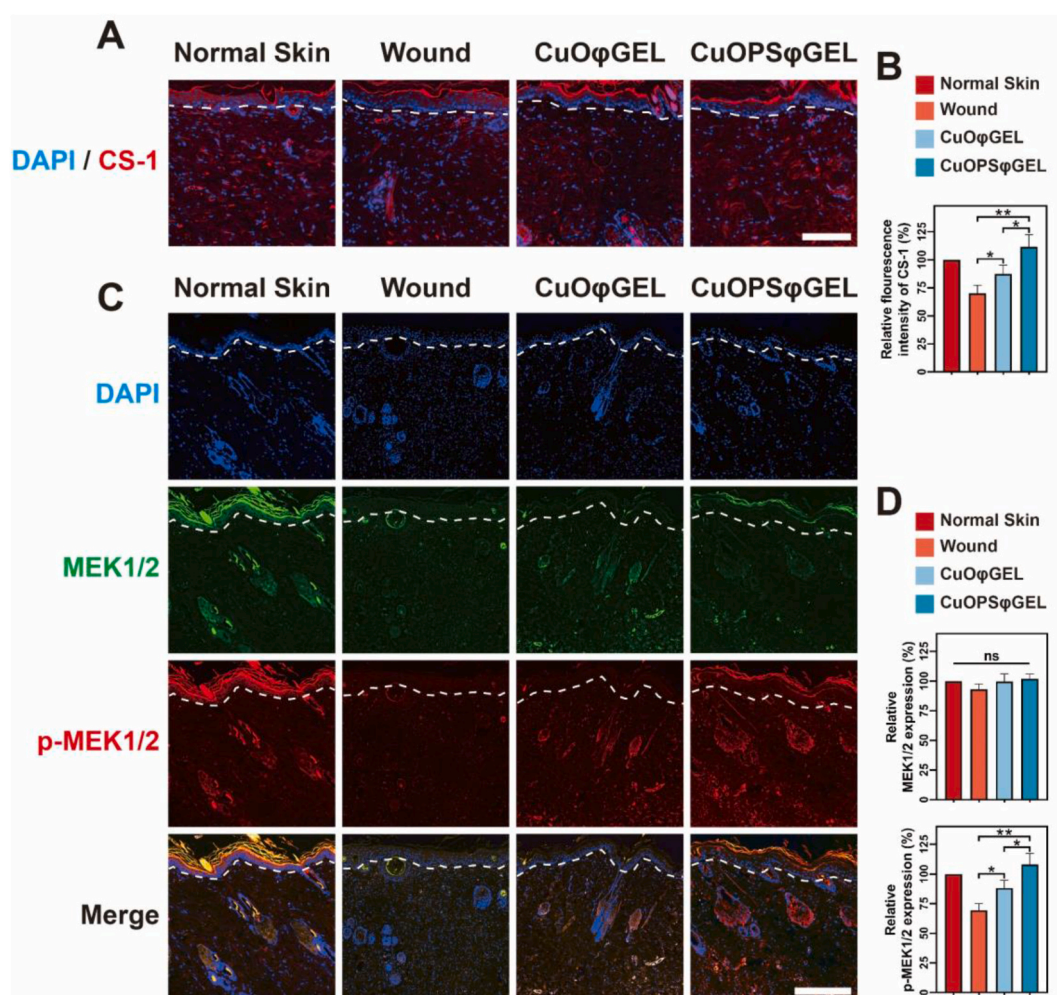 A
Normal Skin Wound CuOφGEL CuOPSφGEL
DAPI / CS-1
B
Normal Skin
Wound
CuOφGEL
CuOPSφGEL
Relative flourescence
intensity of CS-1 (%)
125
100
75
50
25
0
**
*
*
C
Normal Skin Wound CuOφGEL CuOPSφGEL
DAPI
MEK1/2
p-MEK1/2
Merge
D
Normal Skin
Wound
CuOφGEL
CuOPSφGEL
Relative
MEK1/2 expression (%)
125
100
75
50
25
0
ns
Relative
p-MEK1/2 expression (%)
125
100
75
50
25
0
**
*
*